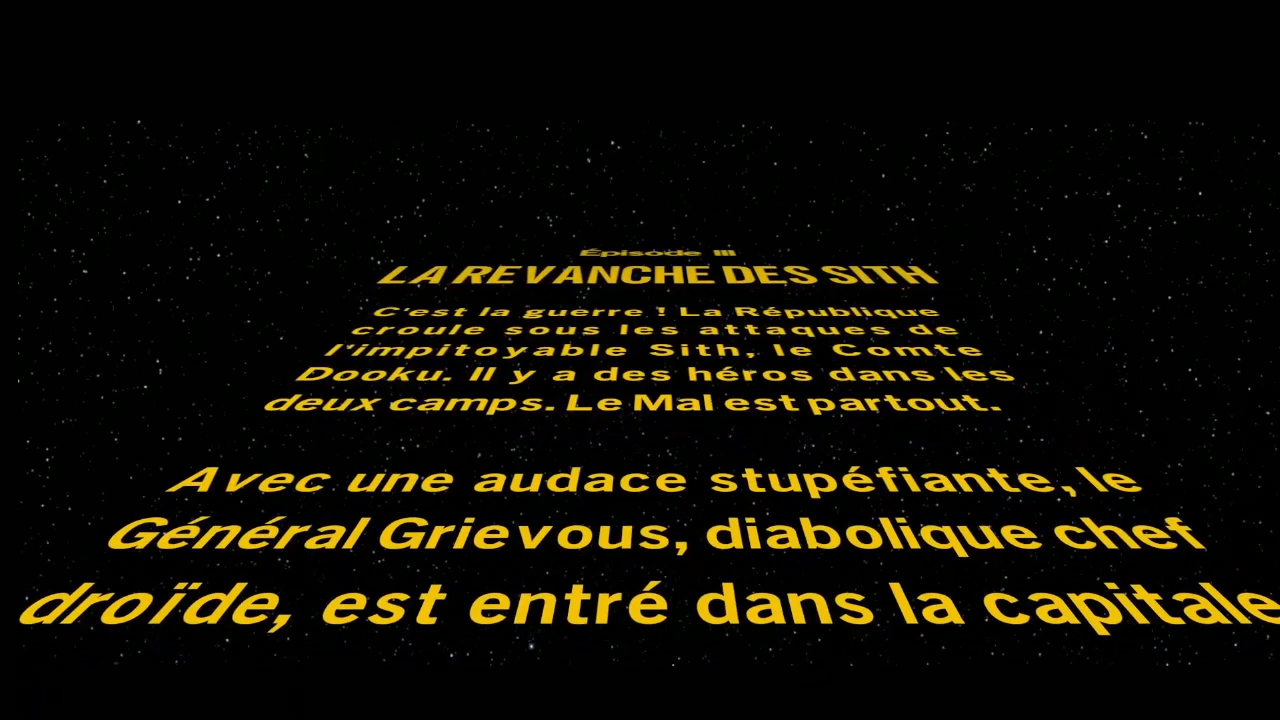 Épisode III
LA REVANCHE DES SITH
C'est la guerre ! La République
croule sous les attaques de
l'impitoyable Sith, le Comte
Dooku. Il y a des héros dans les
deux camps. Le Mal est partout.
Avec une audace stupéfiante, le
Général Grievous, diabolique chef
droïde, est entré dans la capitale